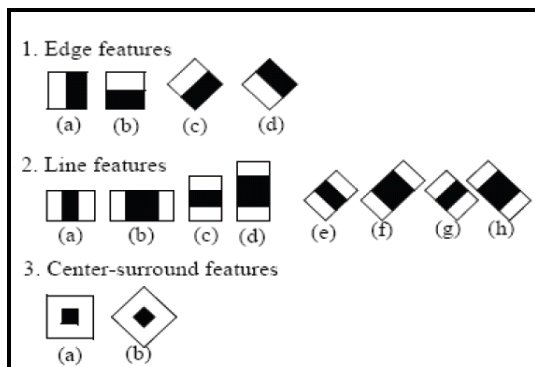 1. Edge features
(a) (b) (c) (d)
2. Line features
(a) (b) (c) (d) (e) (f) (g) (h)
3. Center-surround features
(a) (b)